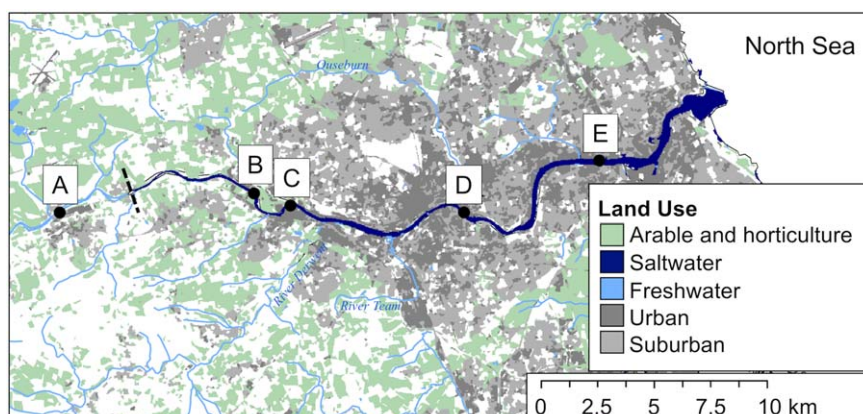 North Sea
Ouseburn
A
B
C
D
E
River Derwent
River Team
Land Use
Arable and horticulture
Saltwater
Freshwater
Urban
Suburban
0 2.5 5 7.5 10 km